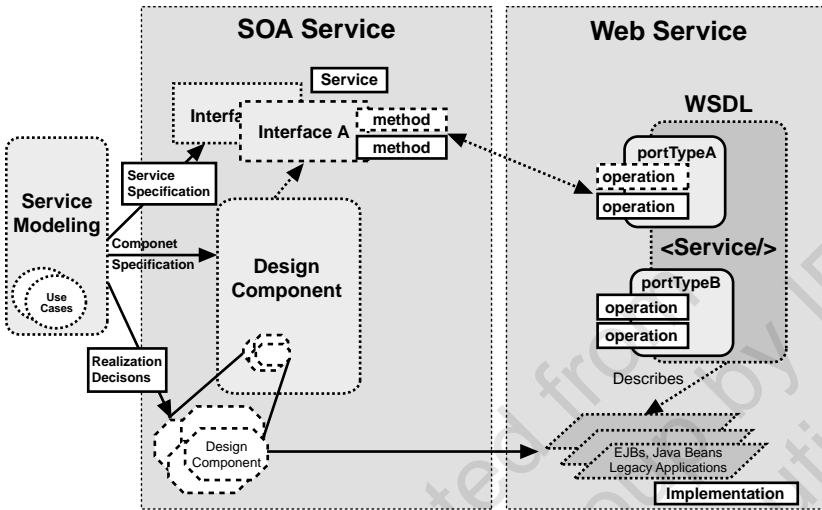 SOA Service
Web Service
Service
Interfa
Interface A
method
method
WSDL
portTypeA
operation
operation
<Service/>
portTypeB
operation
operation
Service
Modeling
Use
Cases
Service
Specification
Componet
Specification
Design
Component
Realization
Decisons
Design
Component
Describes
EJBs, Java Beans
Legacy Applications
Implementation